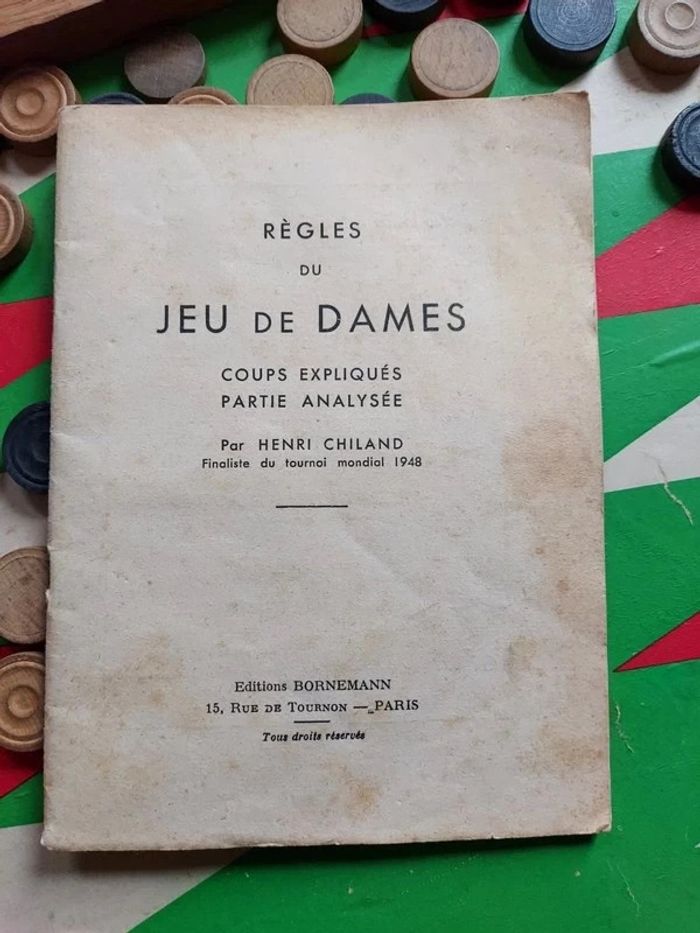 RÈGLES
DU
JEU DE DAMES
COUPS EXPLIQUÉS
PARTIE ANALYSÉE
Par HENRI CHILAND
Finaliste du tournoi mondial 1948
Editions BORNEMANN
15, RUE DE TOURNON — PARIS
Tous droits réservés